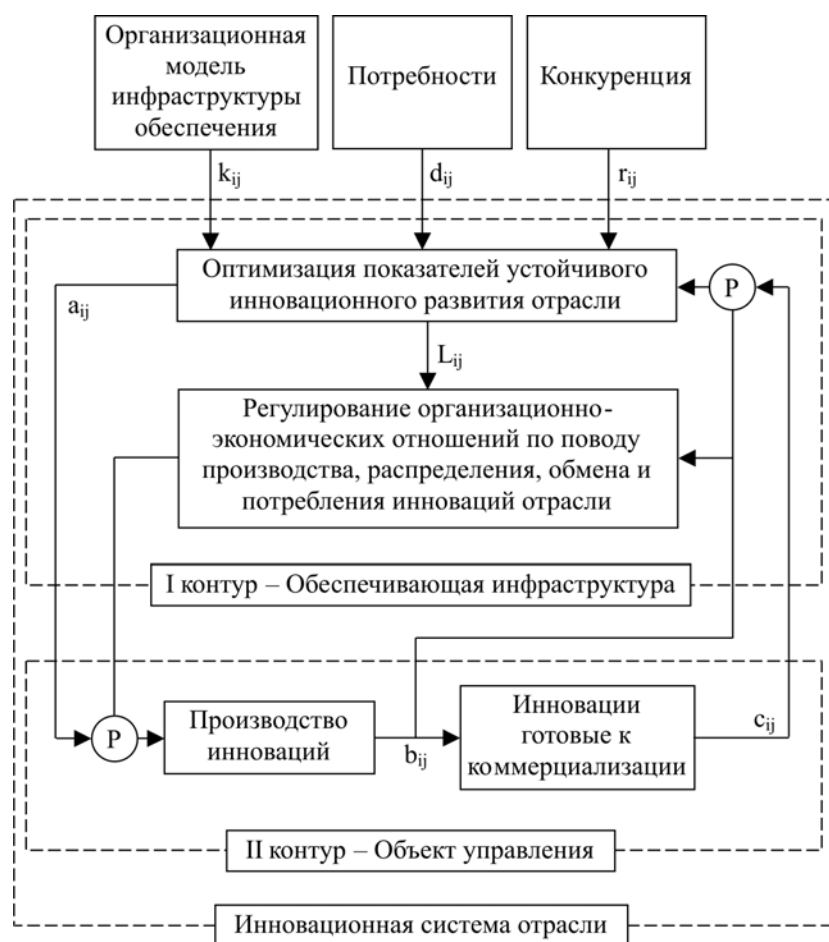 Организационная
модель
инфраструктуры
обеспечения
Потребности
Конкуренция
kij
dij
rij
Оптимизация показателей устойчивого
инновационного развития отрасли
P
aij
Lij
Регулирование организационно-
экономических отношений по поводу
производства, распределения, обмена и
потребления инноваций отрасли
I контур – Обеспечивающая инфраструктура
P
Производство
инноваций
bij
Инновации
готовые к
коммерциализации
cij
II контур – Объект управления
Инновационная система отрасли